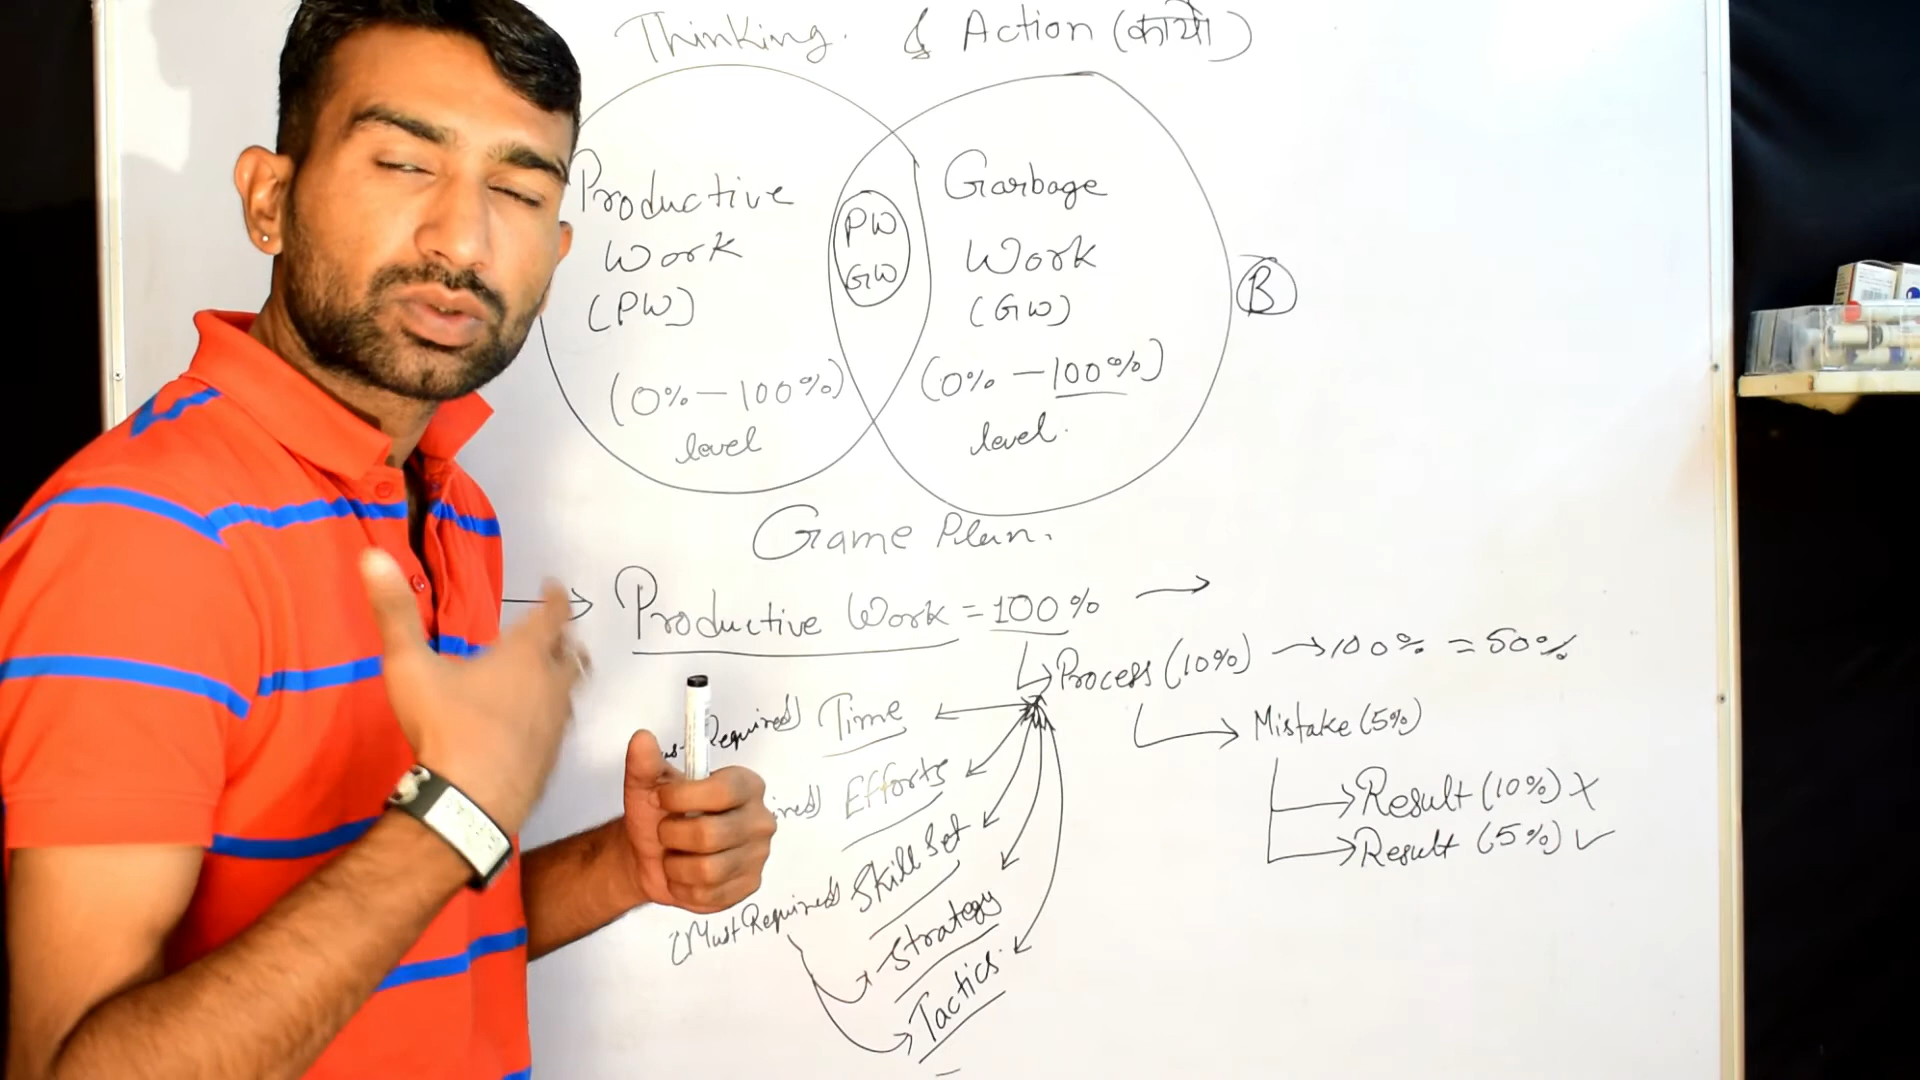 Thinking. & Action (कार्यो)
Productive
Work
(PW)
(0%-100%)
level
PW
GW
Garbage
Work
(GW)
(0% - 100%)
level.
B
Game Plan.
→ Productive Work = 100% →
Process (10%) → 100% = 50%
Mistake (5%)
Result (10%) X
Result (5%) ✓
Required) Time
Efforts
(Must Required) Skill Set
Strategy
Tactics.